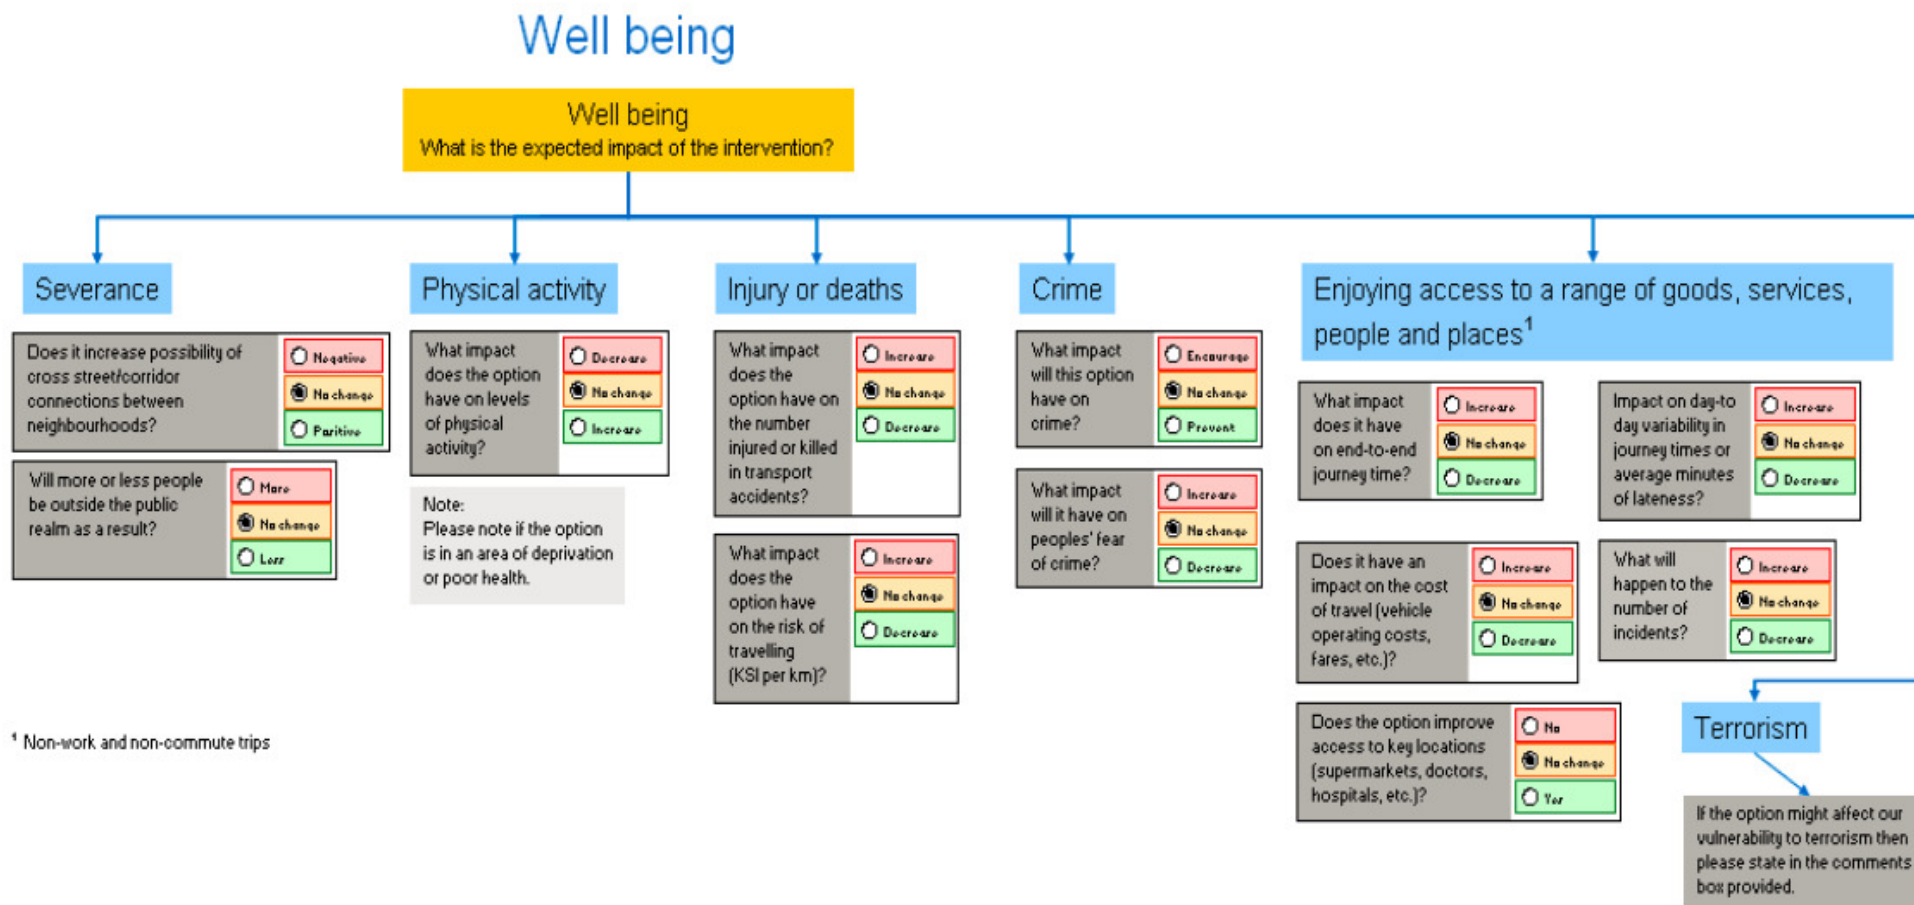 Well being
Well being
What is the expected impact of the intervention?
Severance
Does it increase possibility of
cross street/corridor
connections between
neighbourhoods?
Negative
No change
Positive
Will more or less people
be outside the public
realm as a result?
More
No change
Less
Physical activity
What impact
does the option
have on levels
of physical
activity?
Decrease
No change
Increase
Note:
Please note if the option
is in an area of deprivation
or poor health.
Injury or deaths
What impact
does the
option have on
the number
injured or killed
in transport
accidents?
Increase
No change
Decrease
What impact
does the
option have
on the risk of
travelling
(KSI per km)?
Increase
No change
Decrease
Crime
What impact
will this option
have on
crime?
Encourage
No change
Prevent
What impact
will it have on
peoples' fear
of crime?
Increase
No change
Decrease
Enjoying access to a range of goods, services,
people and places¹
What impact
does it have
on end-to-end
journey time?
Increase
No change
Decrease
Impact on day-to
day variability in
journey times or
average minutes
of lateness?
Increase
No change
Decrease
Does it have an
impact on the cost
of travel (vehicle
operating costs,
fares, etc.)?
Increase
No change
Decrease
What will
happen to the
number of
incidents?
Increase
No change
Decrease
Does the option improve
access to key locations
(supermarkets, doctors,
hospitals, etc.)?
No
No change
Yes
Terrorism
If the option might affect our
vulnerability to terrorism then
please state in the comments
box provided.
¹ Non-work and non-commute trips